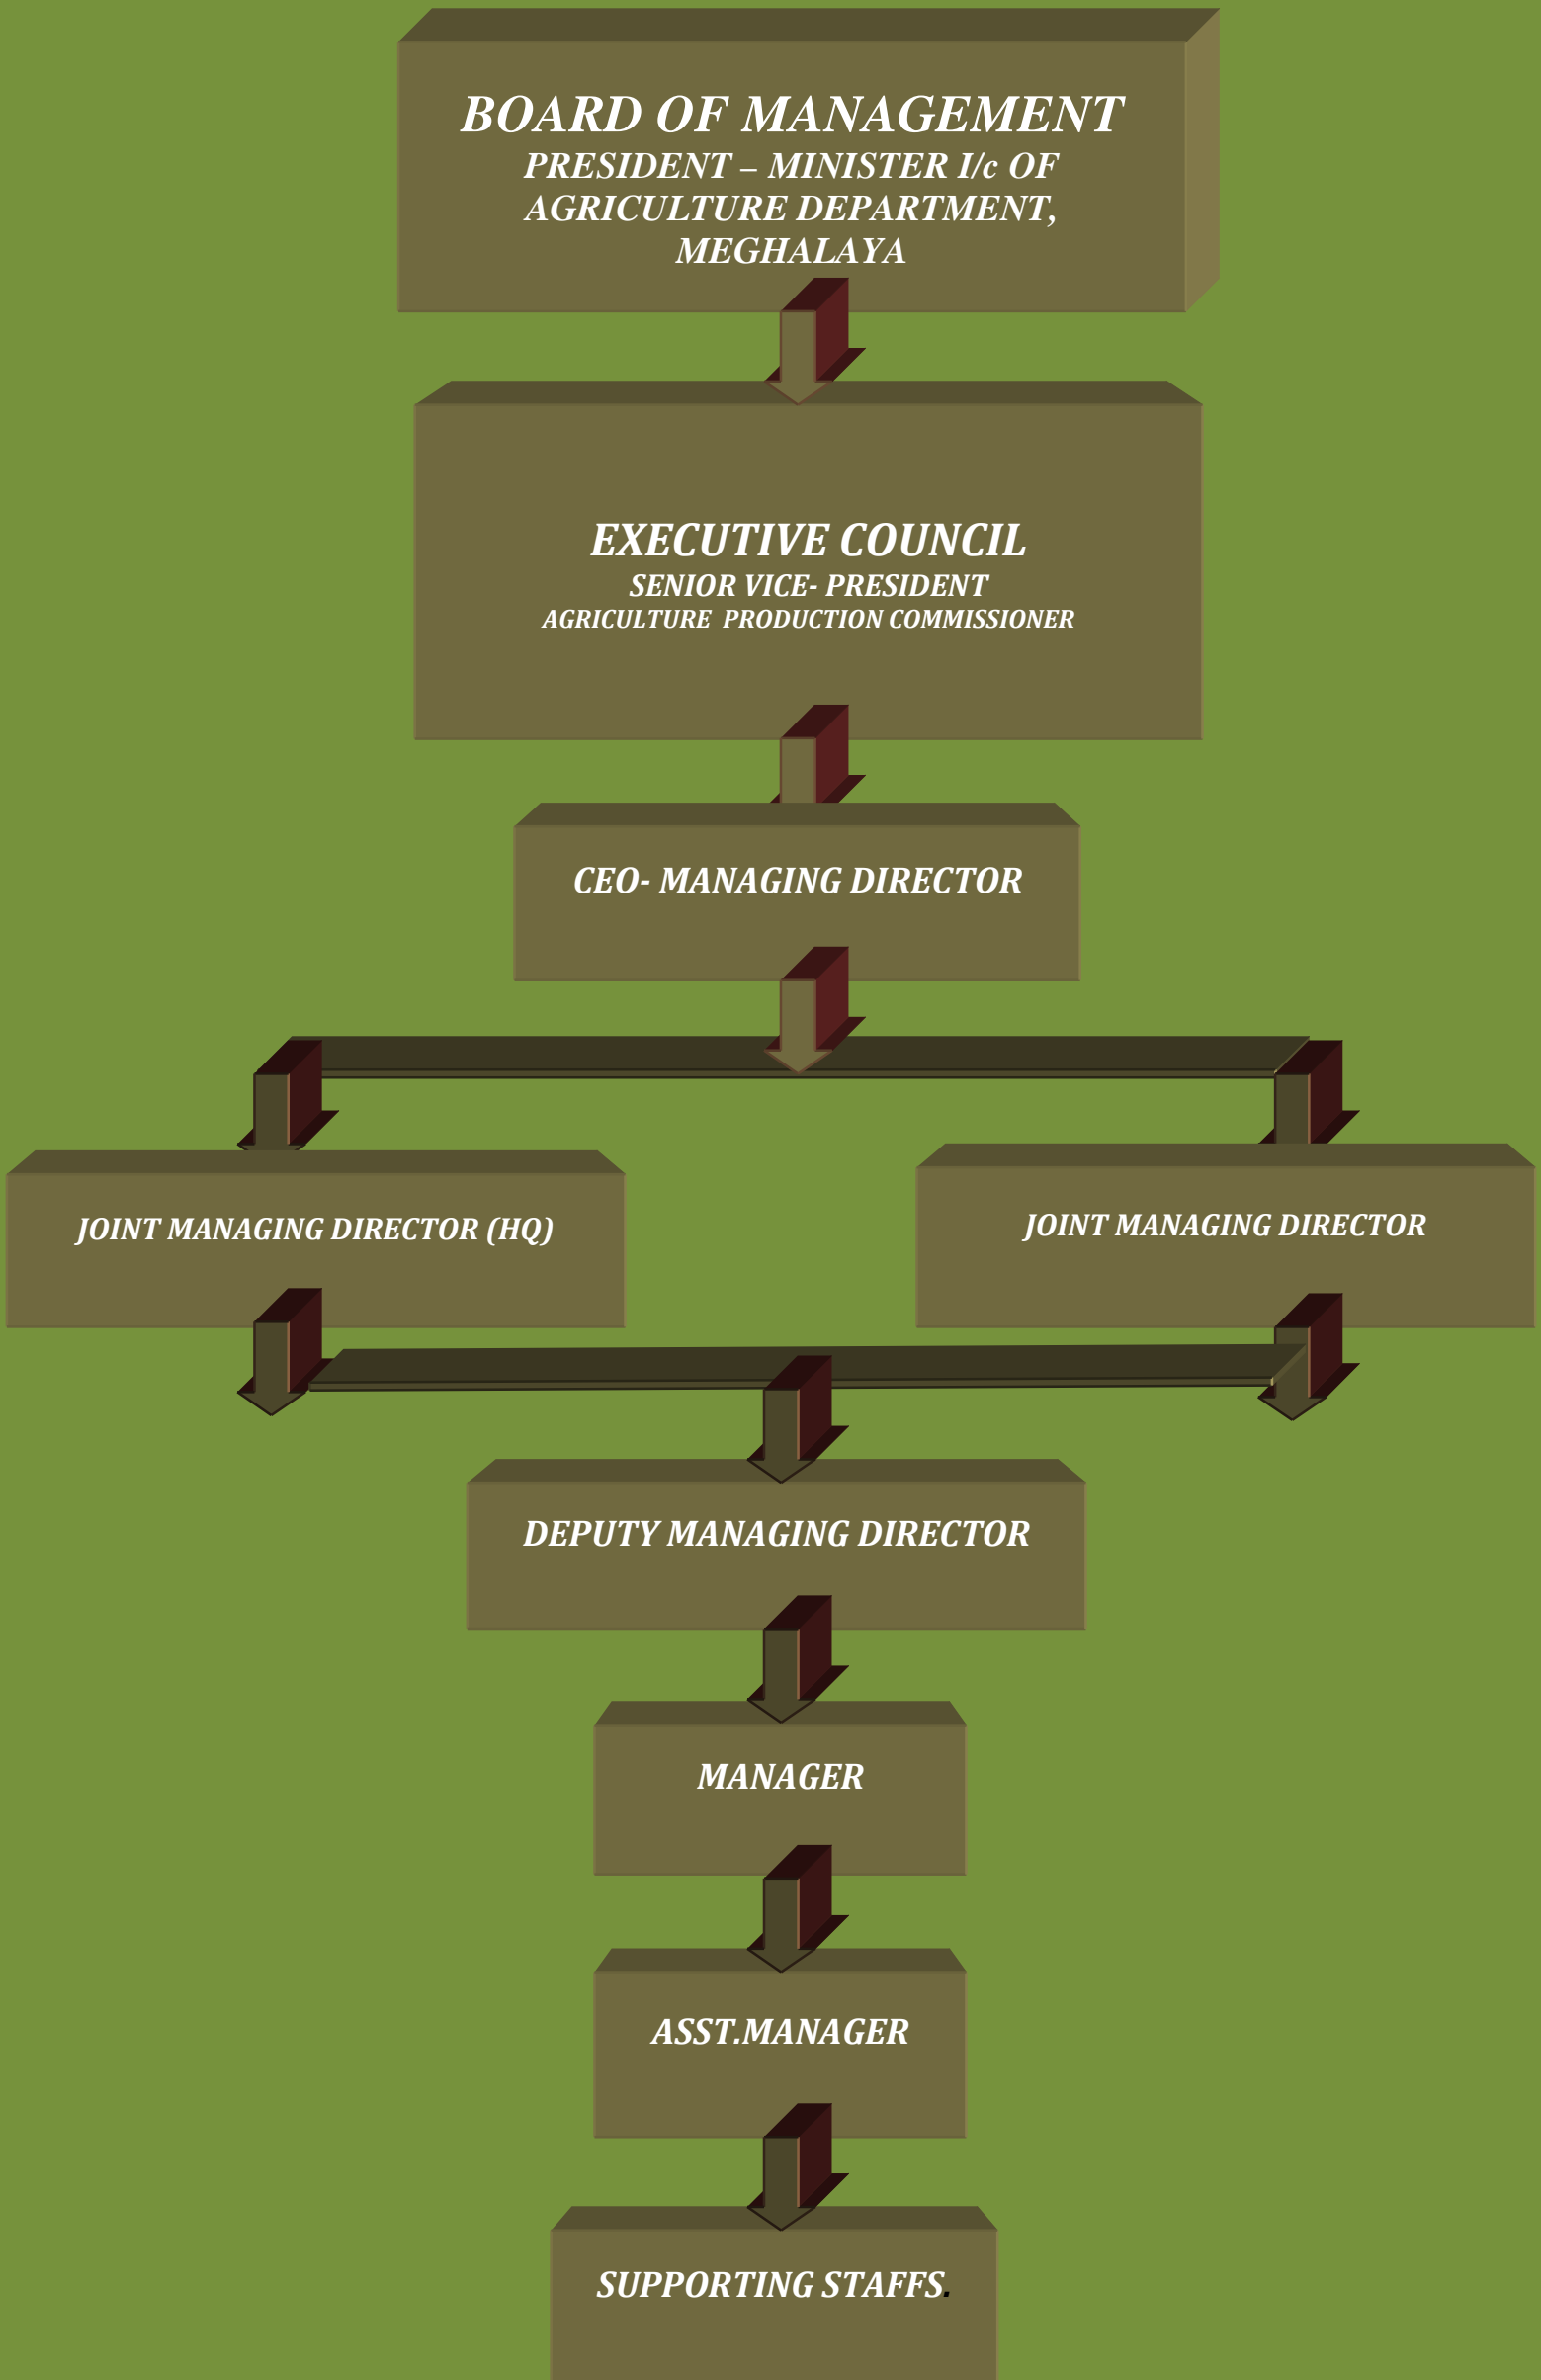 BOARD OF MANAGEMENT
PRESIDENT – MINISTER I/c OF
AGRICULTURE DEPARTMENT,
MEGHALAYA
EXECUTIVE COUNCIL
SENIOR VICE- PRESIDENT
AGRICULTURE PRODUCTION COMMISSIONER
CEO- MANAGING DIRECTOR
JOINT MANAGING DIRECTOR (HQ)
JOINT MANAGING DIRECTOR
DEPUTY MANAGING DIRECTOR
MANAGER
ASST.MANAGER
SUPPORTING STAFFS.